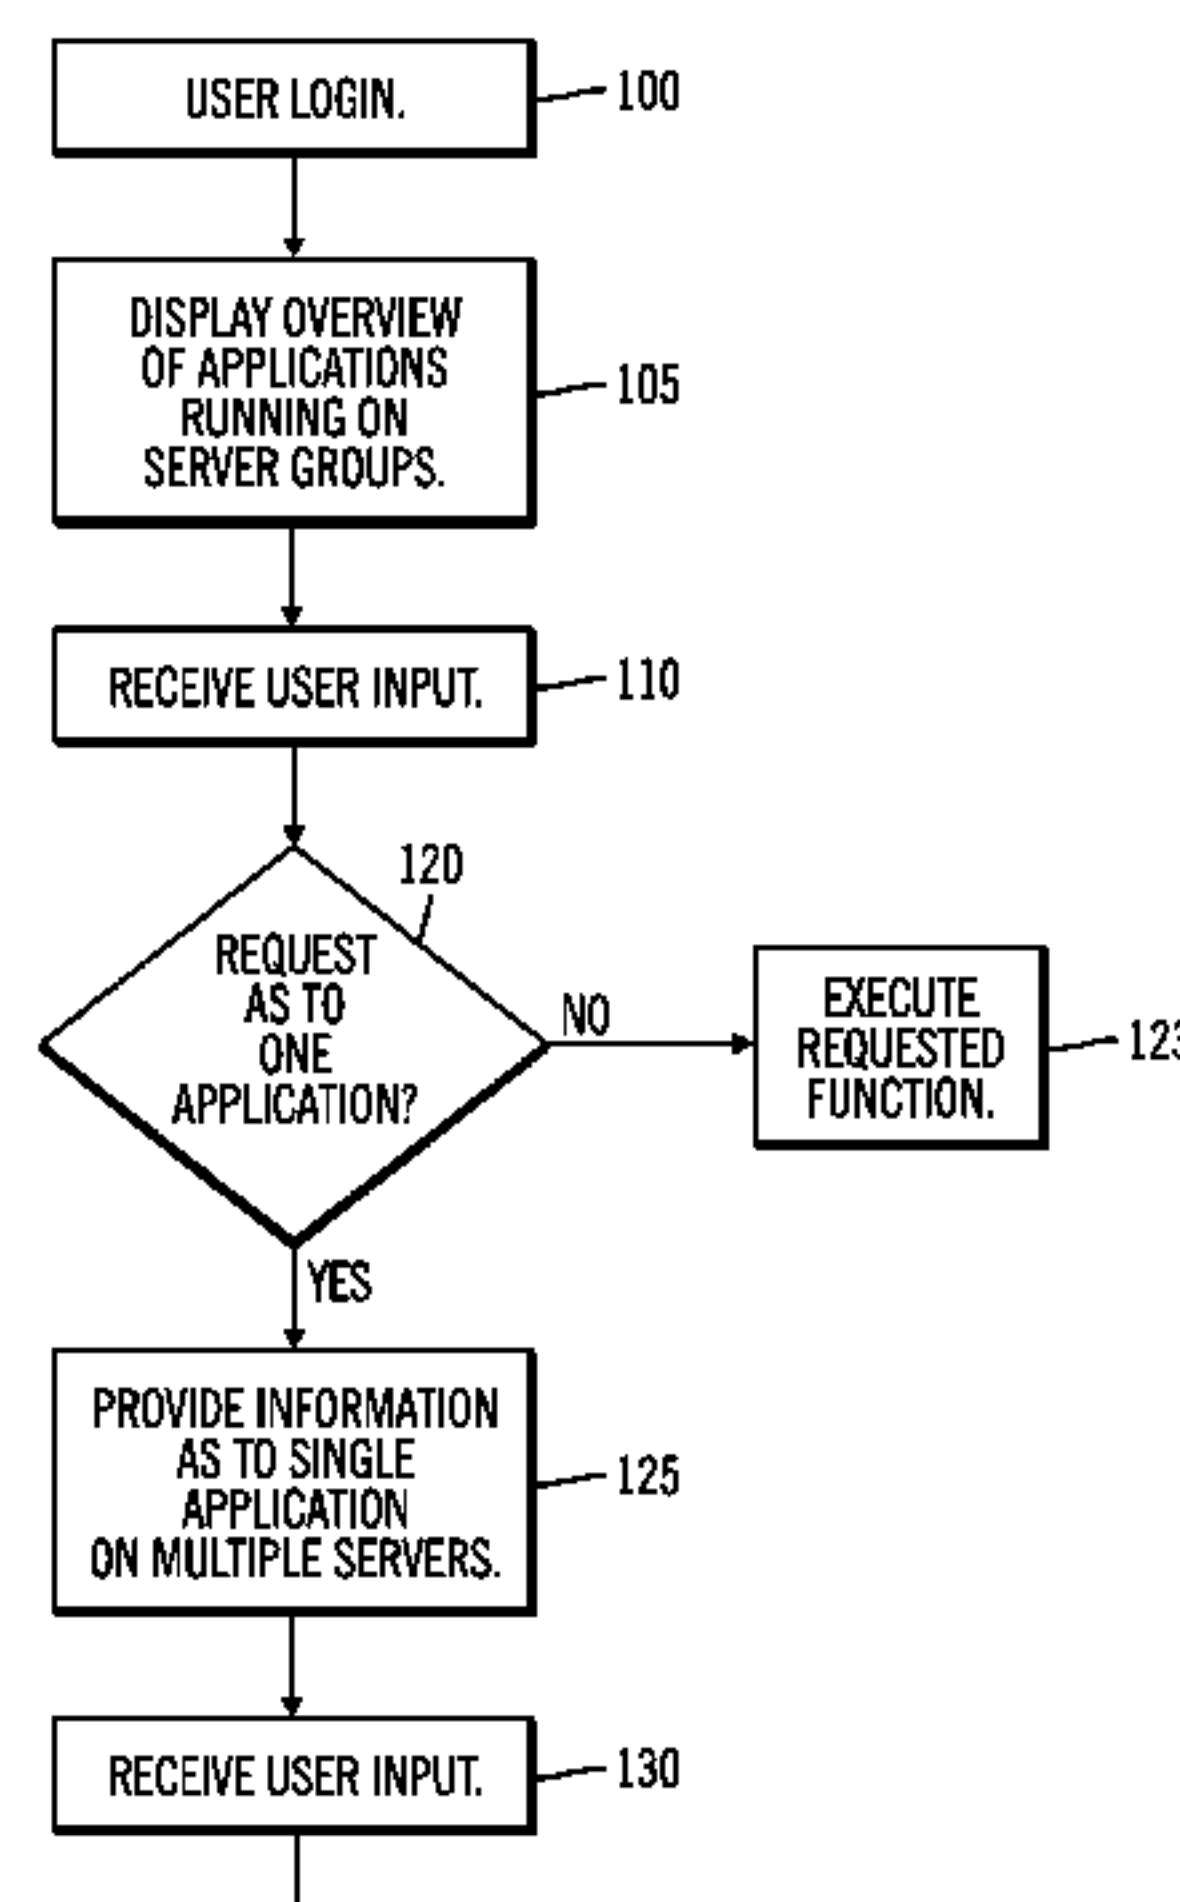 USER LOGIN.
100
DISPLAY OVERVIEW
OF APPLICATIONS
RUNNING ON
SERVER GROUPS.
105
RECEIVE USER INPUT.
110
120
REQUEST
AS TO
ONE
APPLICATION?
NO
EXECUTE
REQUESTED
FUNCTION.
123
YES
PROVIDE INFORMATION
AS TO SINGLE
APPLICATION
ON MULTIPLE SERVERS.
125
RECEIVE USER INPUT.
130